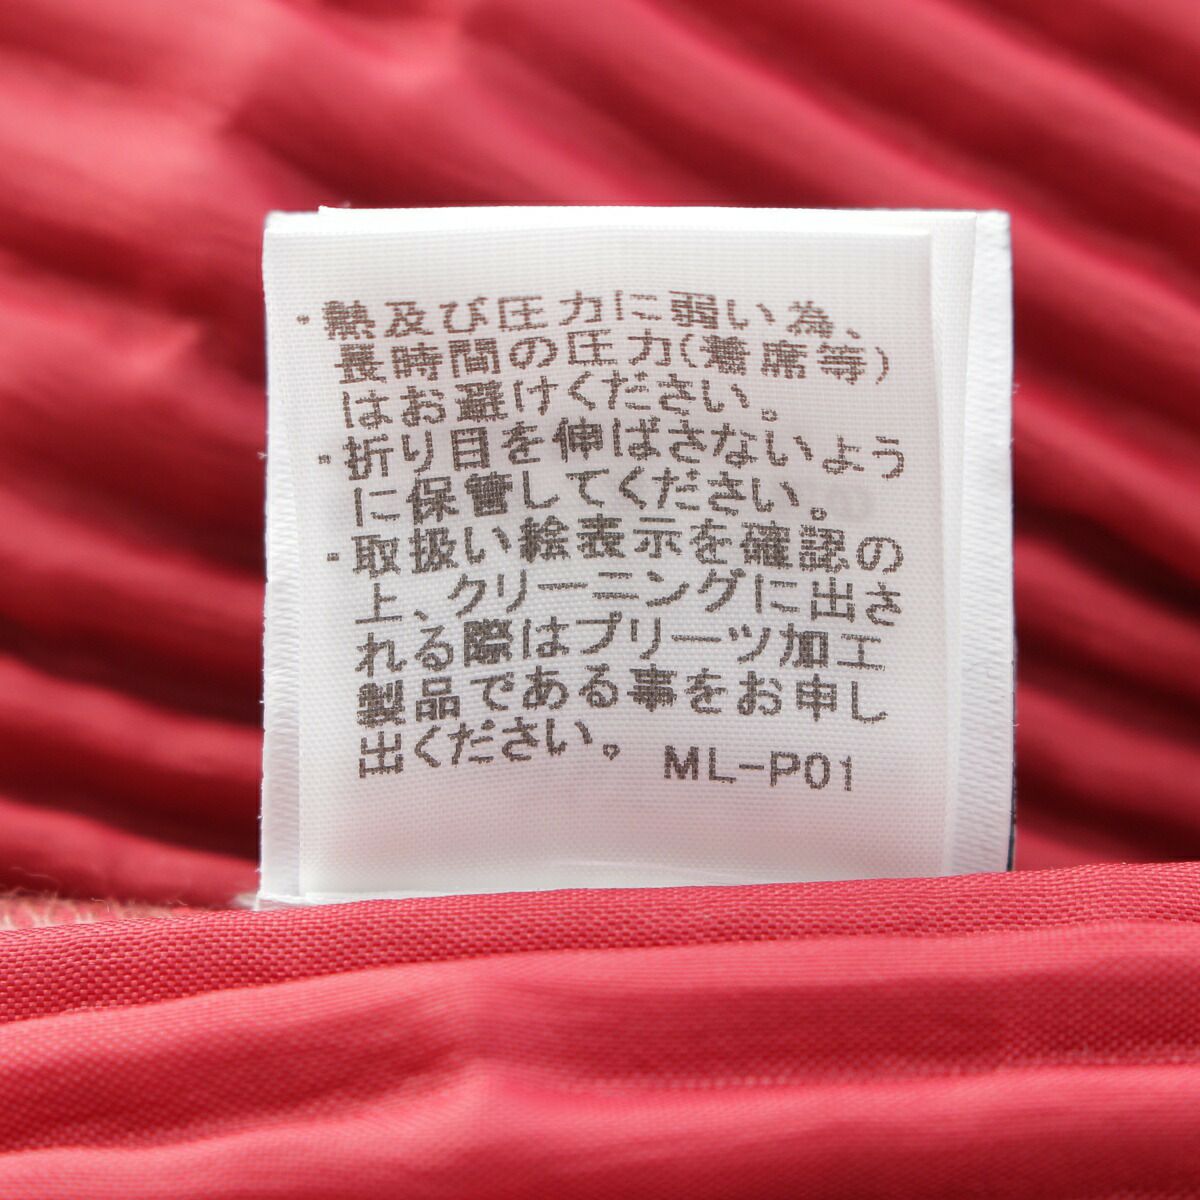 ・熱及び圧力に弱い為、
長時間の圧力(着席等)
はお避けください。
・折り目を伸ばさないよう
に保管してください。
・取扱い絵表示を確認の
上、クリーニングに出さ
れる際はプリーツ加工
製品である事をお申し
出ください。
ML-P01